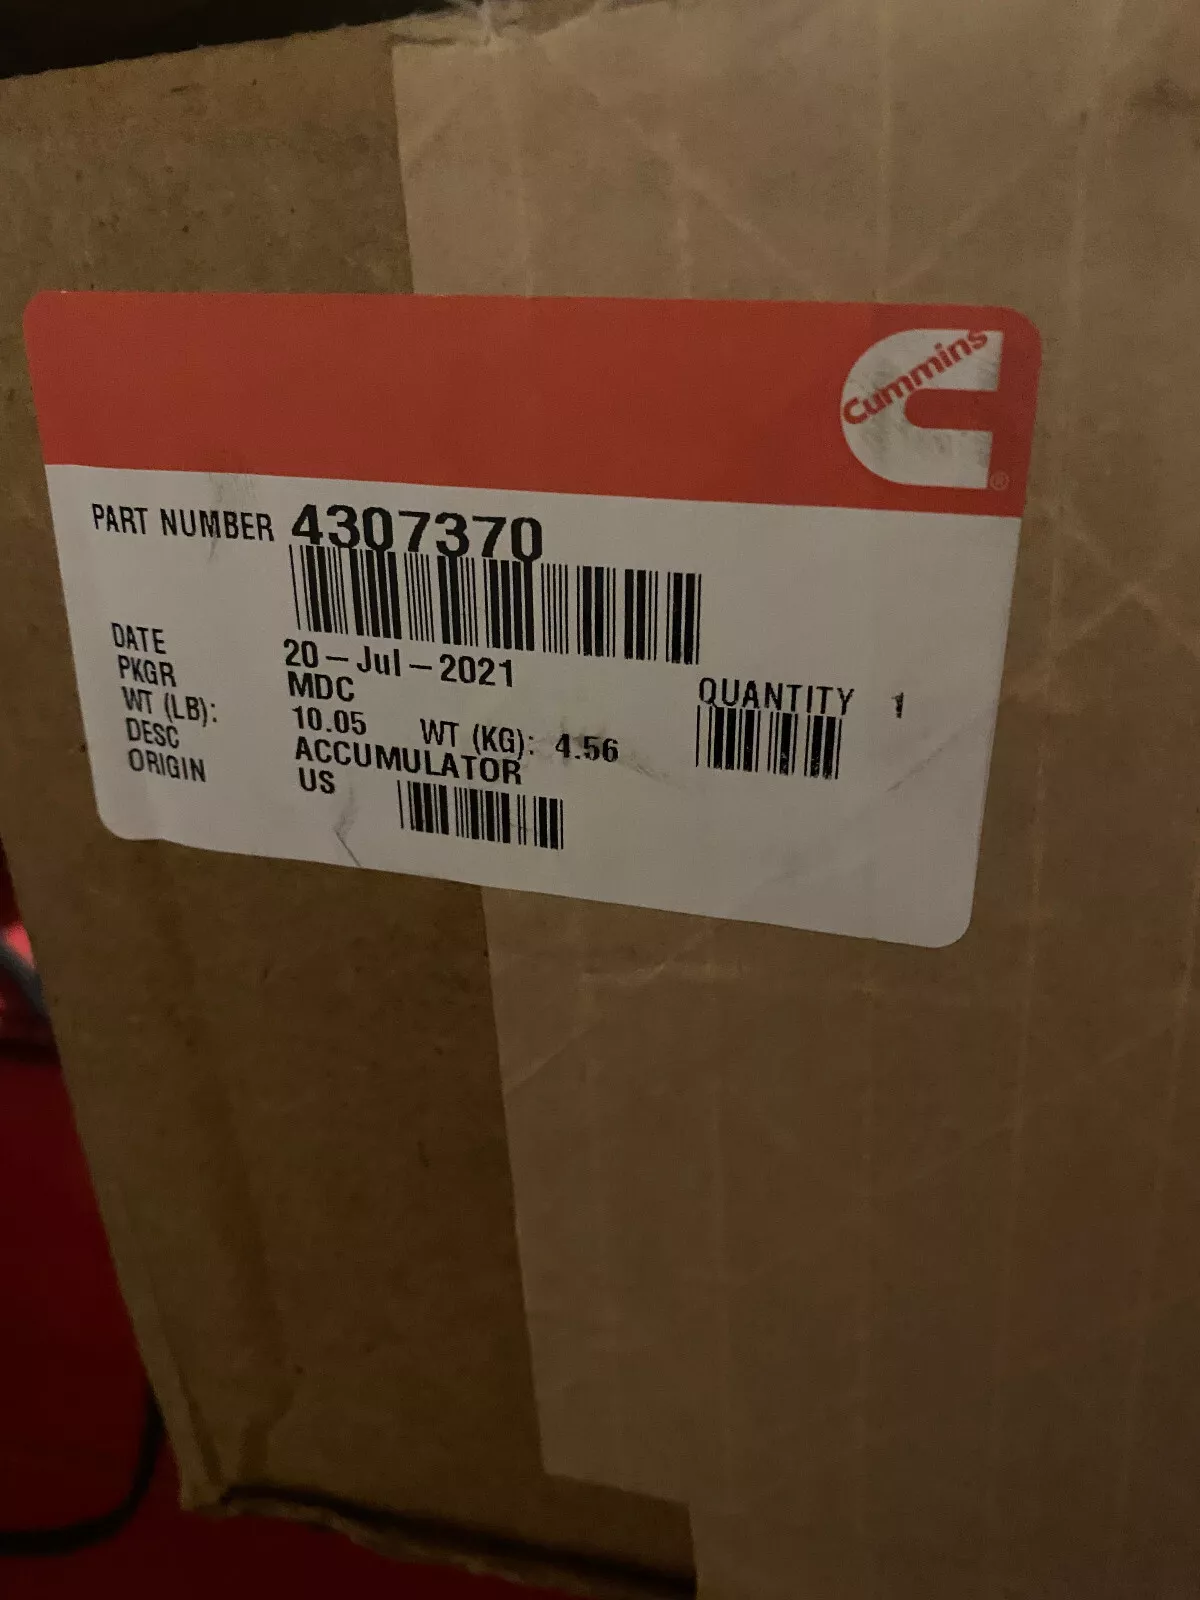 Cummins
®
PART NUMBER 4307370
DATE 20-Jul-2021
PKGR MDC
QUANTITY 1
WT (LB): 10.05 WT (KG): 4.56
DESC ACCUMULATOR
ORIGIN US